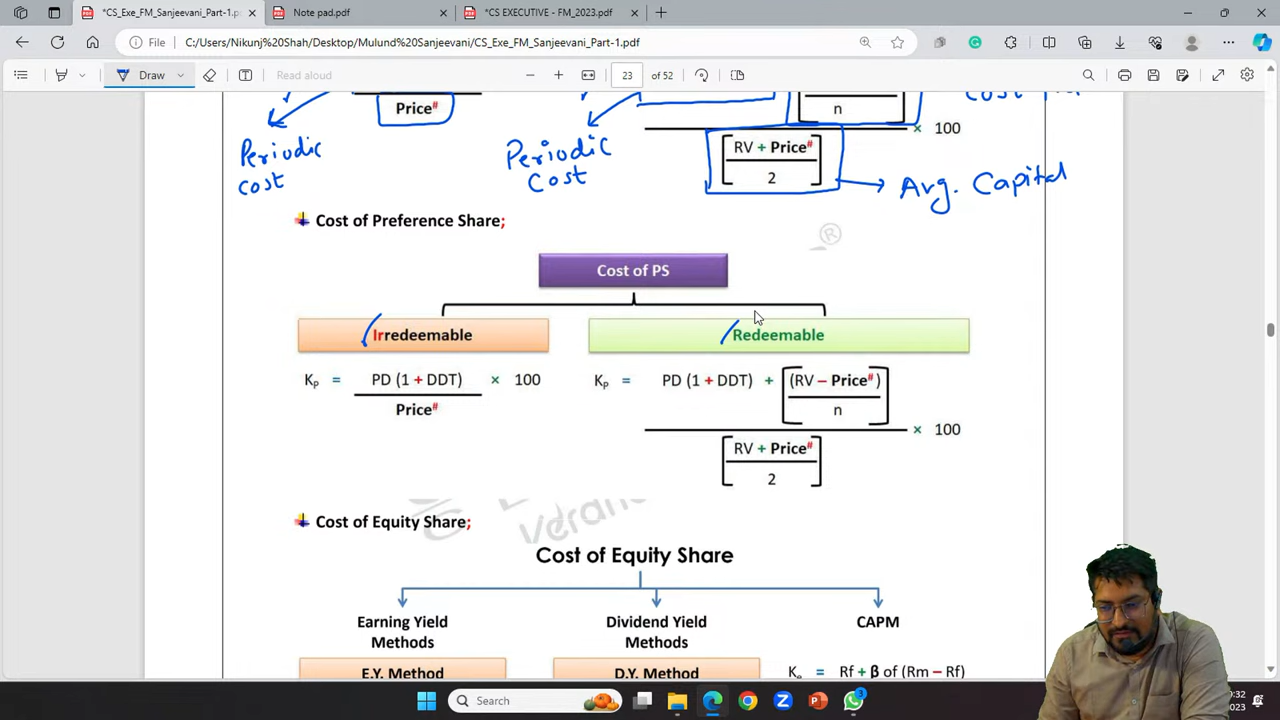 *CS_Exe_FM_Sanjeevani_Part-1.p
Note pad.pdf
*CS EXECUTIVE - FM_2023.pdf
File
C:/Users/Nikunj%20Shah/Desktop/Mulund%20Sanjeevani/CS_Exe_FM_Sanjeevani_Part-1.pdf
Draw
Read aloud
23
of 52
Price#
n
× 100
Periodic
cost
Periodic
Cost
[RV + Price#
2]
Avg. Capital
Cost of Preference Share;
®
Cost of PS
Irredeemable
Redeemable
Kp = PD (1 + DDT) × 100
Price#
Kp = PD (1 + DDT) + [(RV – Price#)
n]
× 100
[RV + Price#
2]
Veran
Cost of Equity Share;
Cost of Equity Share
Earning Yield
Methods
Dividend Yield
Methods
CAPM
E.Y. Method
D.Y. Method
Ke = Rf + β of (Rm – Rf)
Search
3
:32
2023